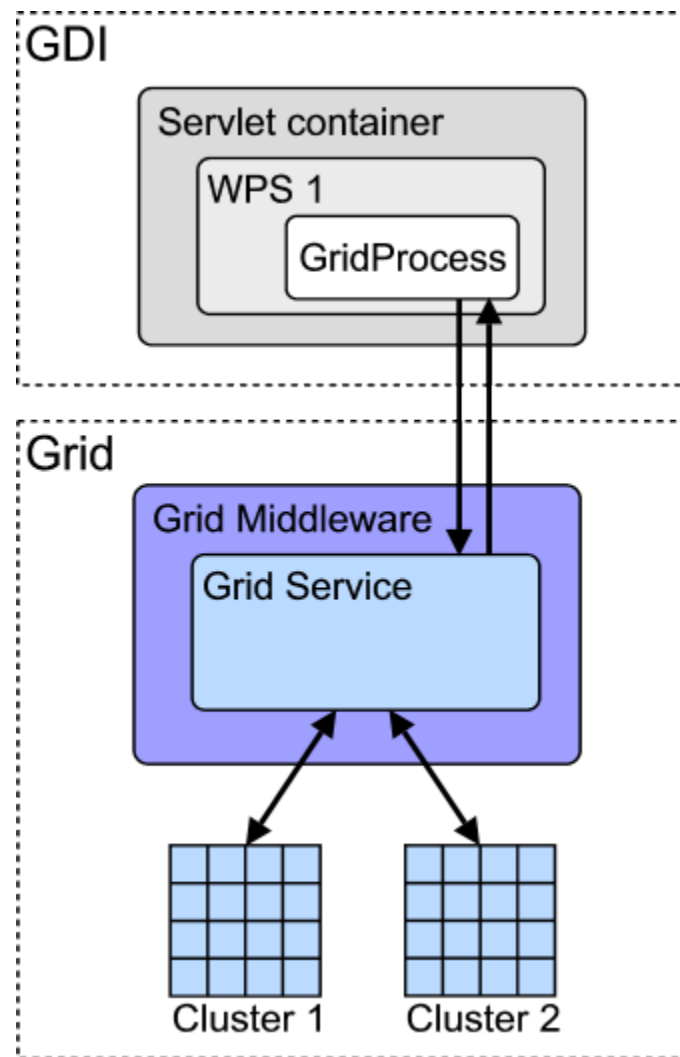 GDI
Servlet container
WPS 1
GridProcess
Grid
Grid Middleware
Grid Service
Cluster 1
Cluster 2